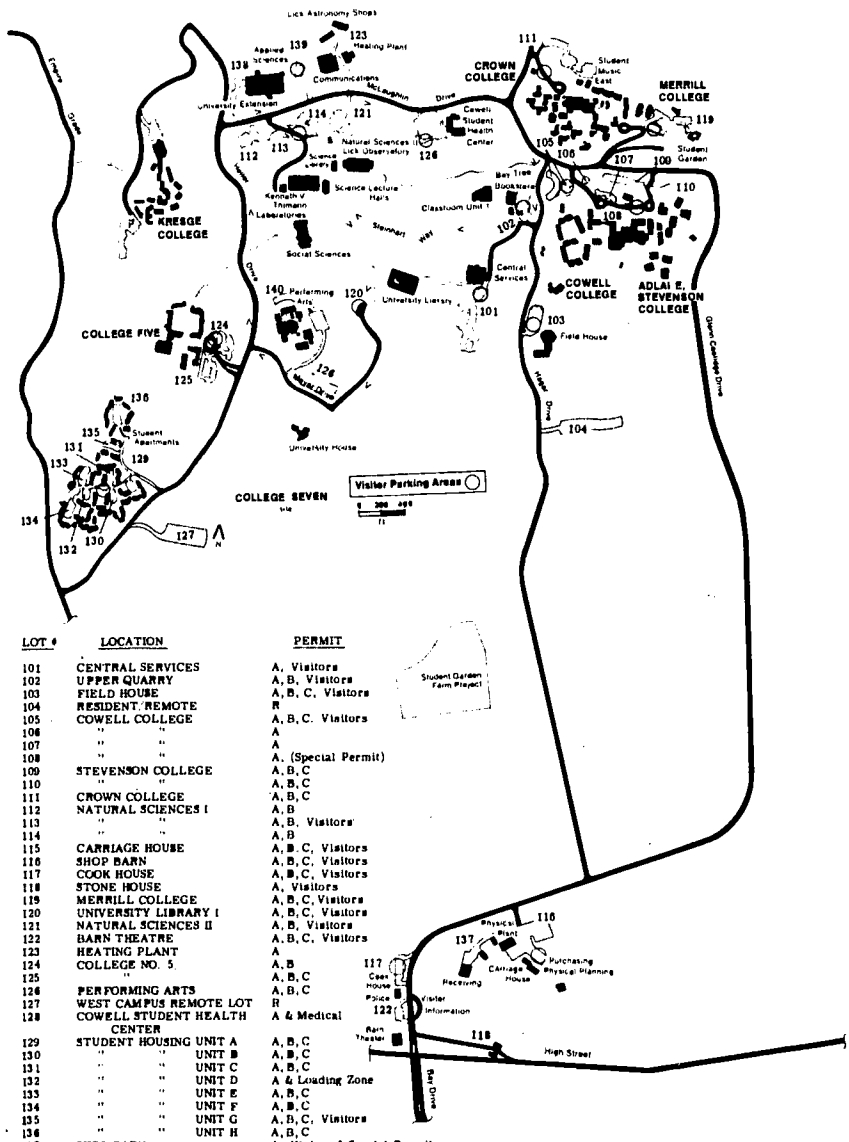 Lick Astronomy Shops
123
Heating Plant
139
Applied
Sciences
138
Communications
University Extension
McLaughlin
Drive
111
CROWN
COLLEGE
Student
Music
East
MERRILL
COLLEGE
119
Student
Garden
Empire
Grade
114
121
112
113
Natural Sciences II
Lick Observatory
Science
Library
126
Cowell
Student
Health
Center
105
106
107
109
110
108
Bay Tree
Bookstore
Kenneth V.
Thimann
Laboratories
Science Lecture
Halls
Classroom Unit 1
102
V
KRESGE
COLLEGE
Steinhart
Way
Social Sciences
Drive
140
Performing
Arts
120
University Library
Central
Services
101
COWELL
COLLEGE
ADLAI E.
STEVENSON
COLLEGE
103
Field House
COLLEGE FIVE
124
125
126
Meyer Drive
Glenn Coolidge Drive
Hagar
Drive
104
136
Student
Apartments
135
131
129
133
134
132
130
127
N
University House
COLLEGE SEVEN
site
Visitor Parking Areas
0 200 400
ft
Student Garden
Farm Project
LOT # LOCATION PERMIT
101 CENTRAL SERVICES A, Visitors
102 UPPER QUARRY A, B, Visitors
103 FIELD HOUSE A, B, C, Visitors
104 RESIDENT/REMOTE R
105 COWELL COLLEGE A, B, C. Visitors
106 " " A
107 " " A
108 " " A. (Special Permit)
109 STEVENSON COLLEGE A, B, C
110 " " A, B, C
111 CROWN COLLEGE A, B, C
112 NATURAL SCIENCES I A, B
113 " " A, B, Visitors
114 " " A, B
115 CARRIAGE HOUSE A, B, C, Visitors
116 SHOP BARN A, B, C, Visitors
117 COOK HOUSE A, B, C, Visitors
118 STONE HOUSE A, Visitors
119 MERRILL COLLEGE A, B, C, Visitors
120 UNIVERSITY LIBRARY I A, B, C, Visitors
121 NATURAL SCIENCES II A, B, Visitors
122 BARN THEATRE A, B, C, Visitors
123 HEATING PLANT A
124 COLLEGE NO. 5 A, B
125 " A, B, C
126 PERFORMING ARTS A, B, C
127 WEST CAMPUS REMOTE LOT R
128 COWELL STUDENT HEALTH A & Medical
CENTER
129 STUDENT HOUSING UNIT A A, B, C
130 " " UNIT B A, B, C
131 " " UNIT C A, B, C
132 " " UNIT D A & Loading Zone
133 " " UNIT E A, B, C
134 " " UNIT F A, B, C
135 " " UNIT G A, B, C, Visitors
136 " " UNIT H A, B, C
Physical
Plant
116
137
Receiving
Carriage
House
Purchasing
Physical Planning
117
Cook
House
Police
Visitor
Information
122
Barn
Theater
118
High Street
Bay Drive